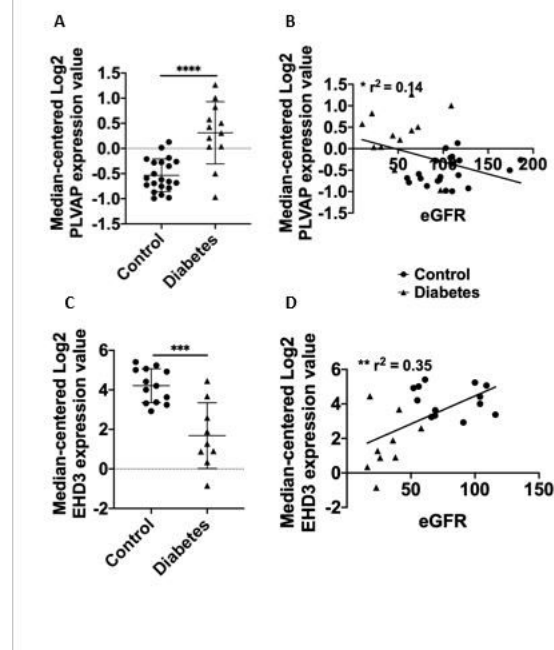 A
Median-centered Log2
PLVAP expression value
1.5
1.0
0.5
0.0
-0.5
-1.0
-1.5
****
Control
Diabetes
B
Median-centered Log2
PLVAP expression value
1.5
1.0
0.5
0.0
-0.5
-1.0
-1.5
* r² = 0.14
50
100
150
200
eGFR
Control
Diabetes
C
Median-centered Log2
EHD3 expression value
6
4
2
0
-2
***
Control
Diabetes
D
Median-centered Log2
EHD3 expression value
6
4
2
0
-2
** r² = 0.35
50
100
150
eGFR